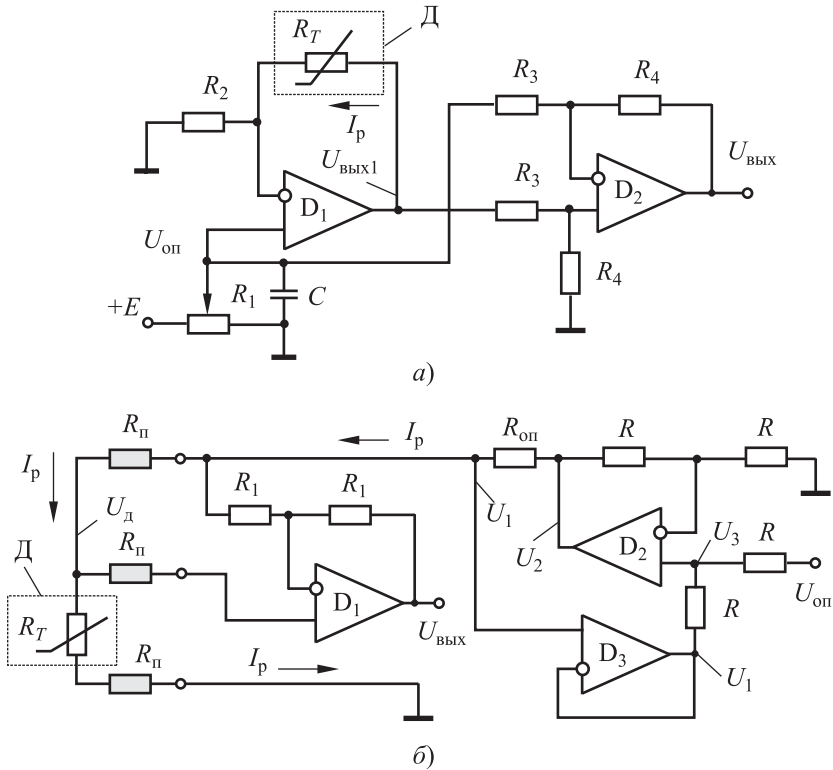 Д
R_T
R_2
I_р
R_3
R_4
U_вых1
U_вых
D_1
R_3
D_2
U_оп
R_4
+E
R_1
C
а)
R_п
I_р
R_оп
R
R
I_р
R_1
R_1
U_1
U_д
U_2
D_2
U_3
R
Д
R_п
U_оп
R_T
D_1
R
U_вых
D_3
R_п
I_р
U_1
б)